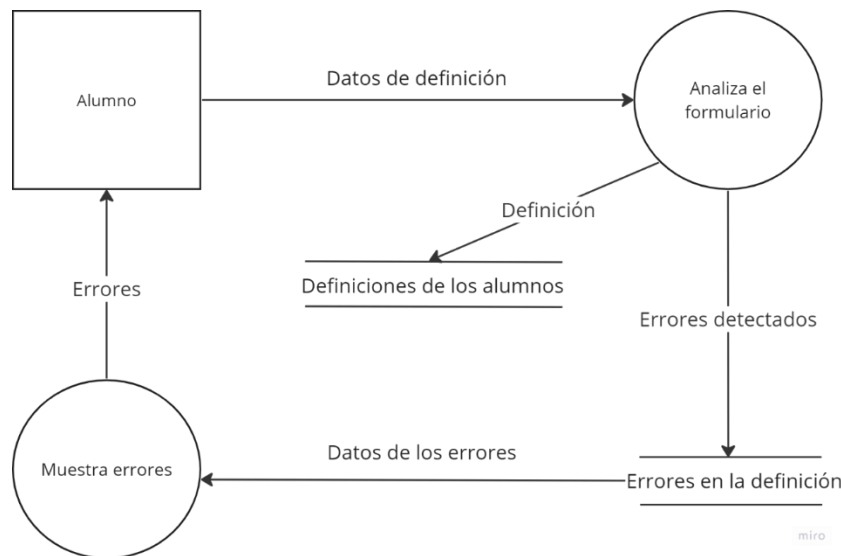 Alumno
Datos de definición
Analiza el
formulario
Definición
Definiciones de los alumnos
Errores
Errores detectados
Muestra errores
Datos de los errores
Errores en la definición
miro